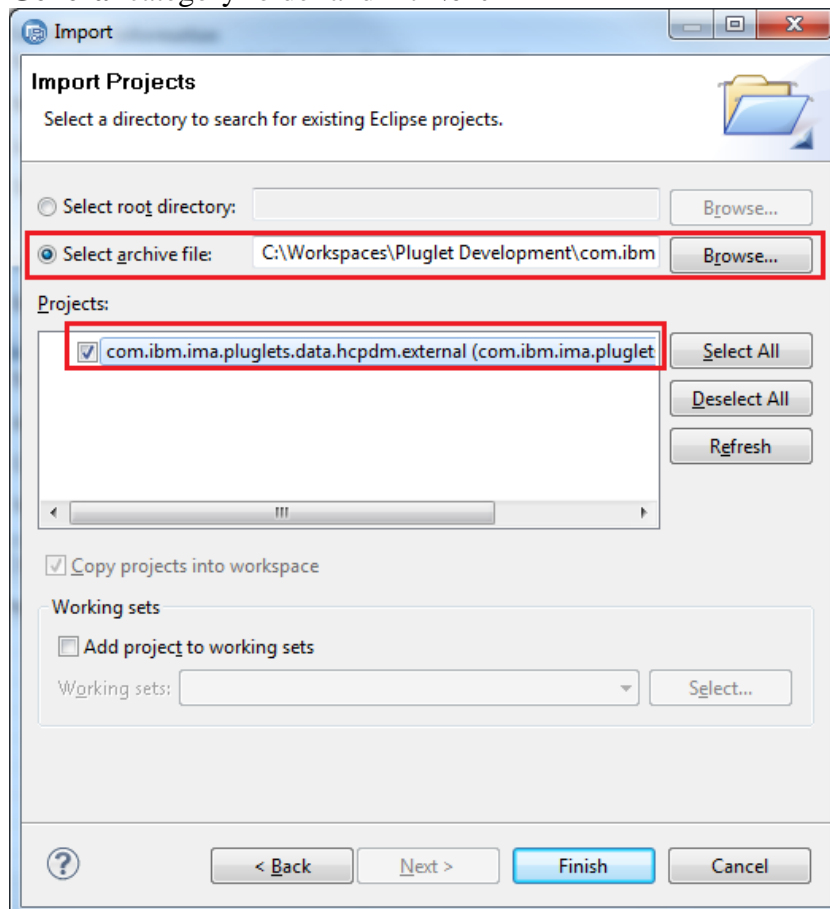 Import
Import Projects
Select a directory to search for existing Eclipse projects.
Select root directory:
Browse...
Select archive file: C:\Workspaces\Pluglet Development\com.ibm Browse...
Projects:
com.ibm.ima.pluglets.data.hcpdm.external (com.ibm.ima.pluglet
Select All
Deselect All
Refresh
Copy projects into workspace
Working sets
Add project to working sets
Working sets:
Select...
< Back Next > Finish Cancel